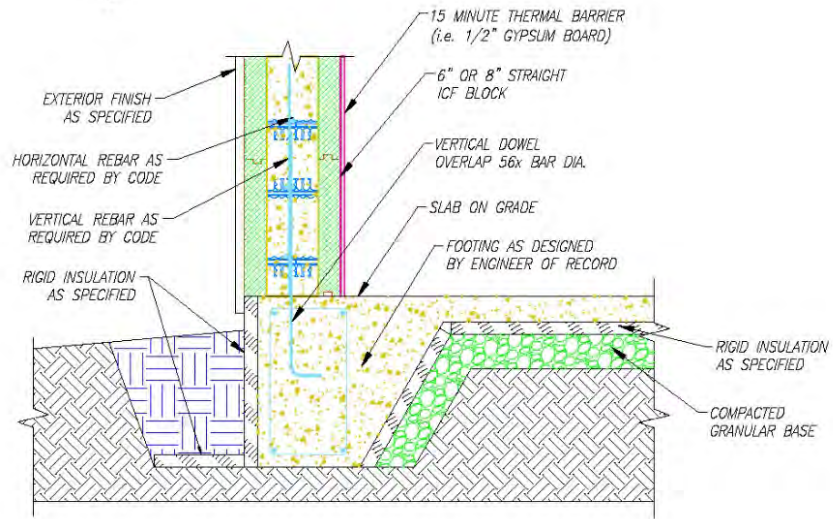 15 MINUTE THERMAL BARRIER
(i.e. 1/2" GYPSUM BOARD)
EXTERIOR FINISH
AS SPECIFIED
6" OR 8" STRAIGHT
ICF BLOCK
HORIZONTAL REBAR AS
REQUIRED BY CODE
VERTICAL DOWEL
OVERLAP 56x BAR DIA.
VERTICAL REBAR AS
REQUIRED BY CODE
SLAB ON GRADE
FOOTING AS DESIGNED
BY ENGINEER OF RECORD
RIGID INSULATION
AS SPECIFIED
RIGID INSULATION
AS SPECIFIED
COMPACTED
GRANULAR BASE